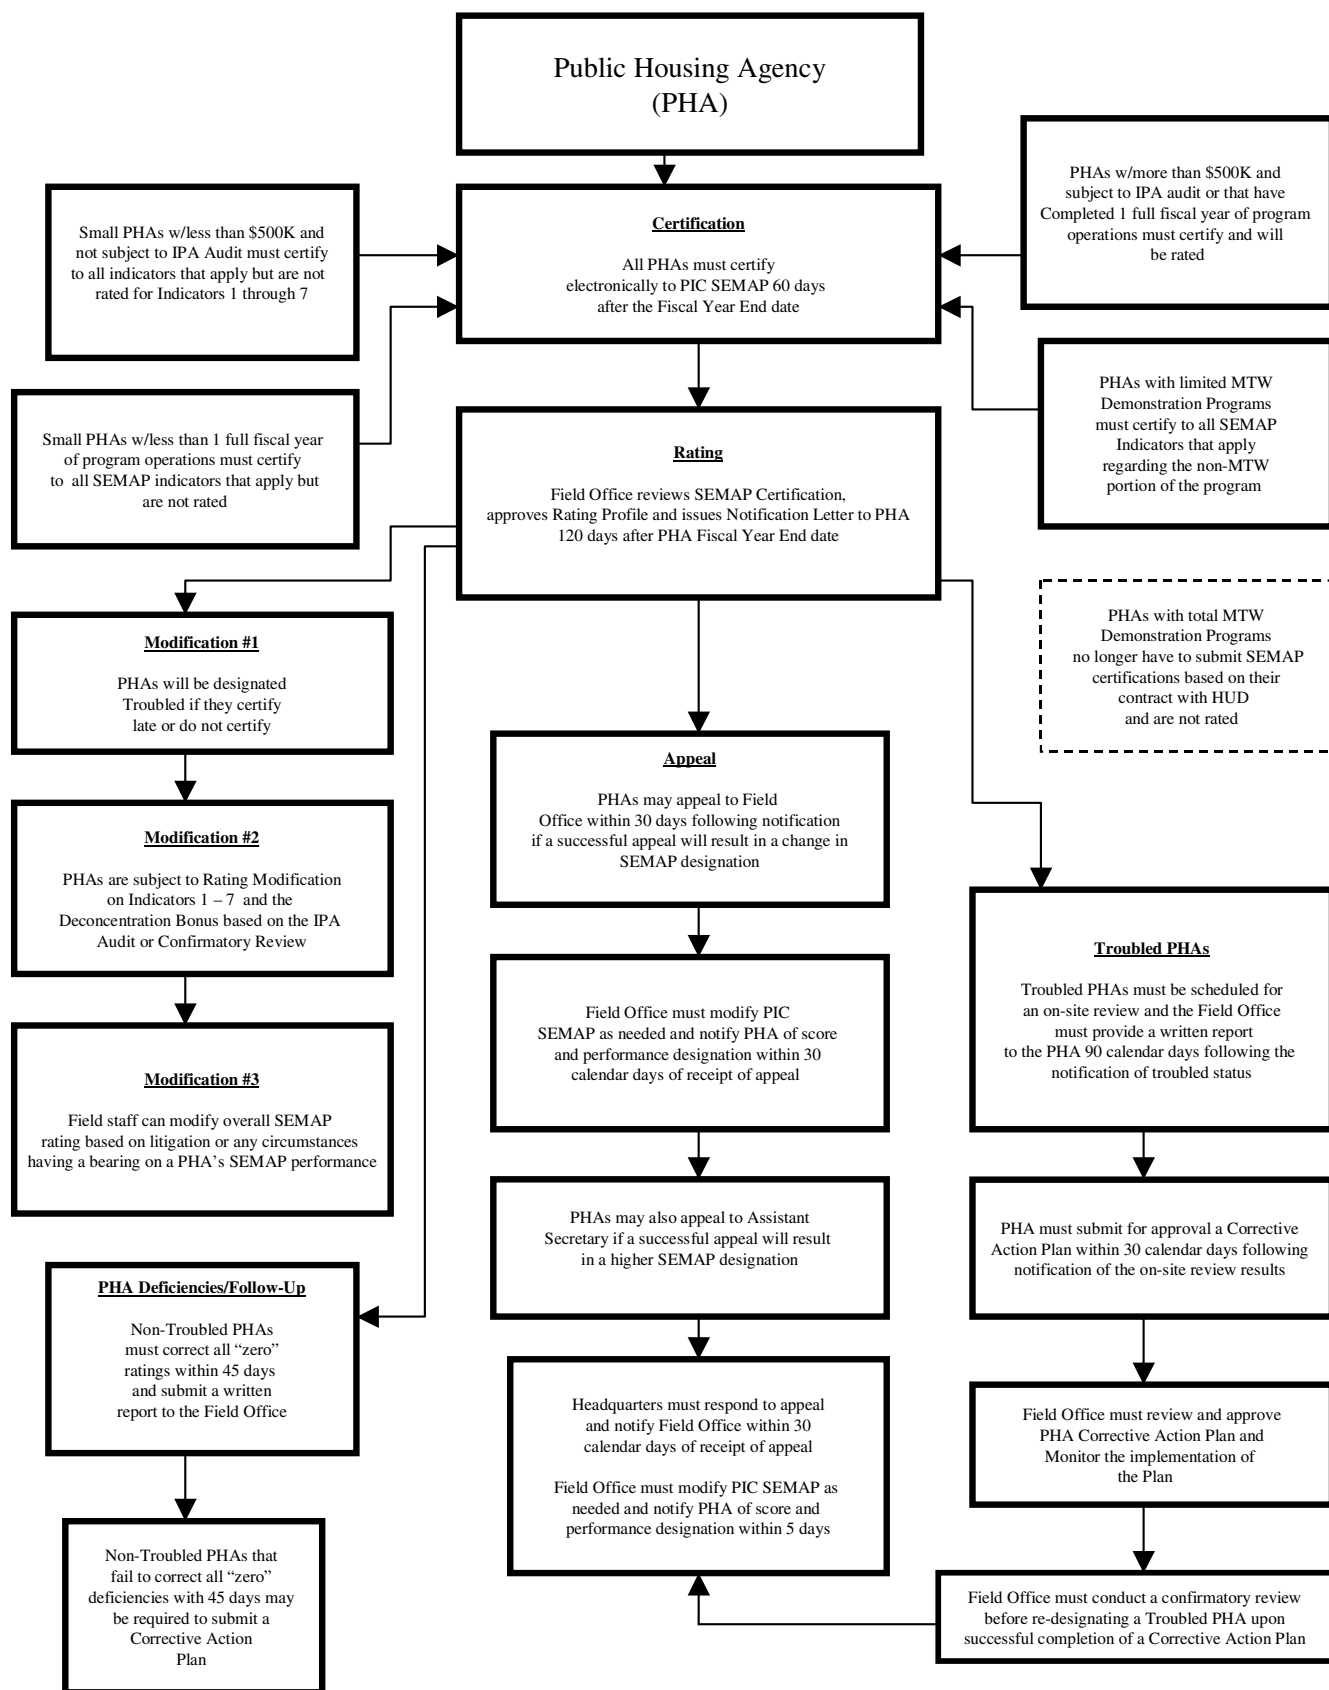 Public Housing Agency
(PHA)
Small PHAs w/less than $500K and
not subject to IPA Audit must certify
to all indicators that apply but are not
rated for Indicators 1 through 7
Certification
All PHAs must certify
electronically to PIC SEMAP 60 days
after the Fiscal Year End date
PHAs w/more than $500K and
subject to IPA audit or that have
Completed 1 full fiscal year of program
operations must certify and will
be rated
Small PHAs w/less than 1 full fiscal year
of program operations must certify
to all SEMAP indicators that apply but
are not rated
Rating
Field Office reviews SEMAP Certification,
approves Rating Profile and issues Notification Letter to PHA
120 days after PHA Fiscal Year End date
PHAs with limited MTW
Demonstration Programs
must certify to all SEMAP
Indicators that apply
regarding the non-MTW
portion of the program
PHAs with total MTW
Demonstration Programs
no longer have to submit SEMAP
certifications based on their
contract with HUD
and are not rated
Modification #1
PHAs will be designated
Troubled if they certify
late or do not certify
Modification #2
PHAs are subject to Rating Modification
on Indicators 1 – 7 and the
Deconcentration Bonus based on the IPA
Audit or Confirmatory Review
Modification #3
Field staff can modify overall SEMAP
rating based on litigation or any circumstances
having a bearing on a PHA's SEMAP performance
PHA Deficiencies/Follow-Up
Non-Troubled PHAs
must correct all “zero”
ratings within 45 days
and submit a written
report to the Field Office
Non-Troubled PHAs that
fail to correct all “zero”
deficiencies with 45 days may
be required to submit a
Corrective Action
Plan
Appeal
PHAs may appeal to Field
Office within 30 days following notification
if a successful appeal will result in a change in
SEMAP designation
Field Office must modify PIC
SEMAP as needed and notify PHA of score
and performance designation within 30
calendar days of receipt of appeal
PHAs may also appeal to Assistant
Secretary if a successful appeal will result
in a higher SEMAP designation
Headquarters must respond to appeal
and notify Field Office within 30
calendar days of receipt of appeal
Field Office must modify PIC SEMAP as
needed and notify PHA of score and
performance designation within 5 days
Troubled PHAs
Troubled PHAs must be scheduled for
an on-site review and the Field Office
must provide a written report
to the PHA 90 calendar days following the
notification of troubled status
PHA must submit for approval a Corrective
Action Plan within 30 calendar days following
notification of the on-site review results
Field Office must review and approve
PHA Corrective Action Plan and
Monitor the implementation of
the Plan
Field Office must conduct a confirmatory review
before re-designating a Troubled PHA upon
successful completion of a Corrective Action Plan